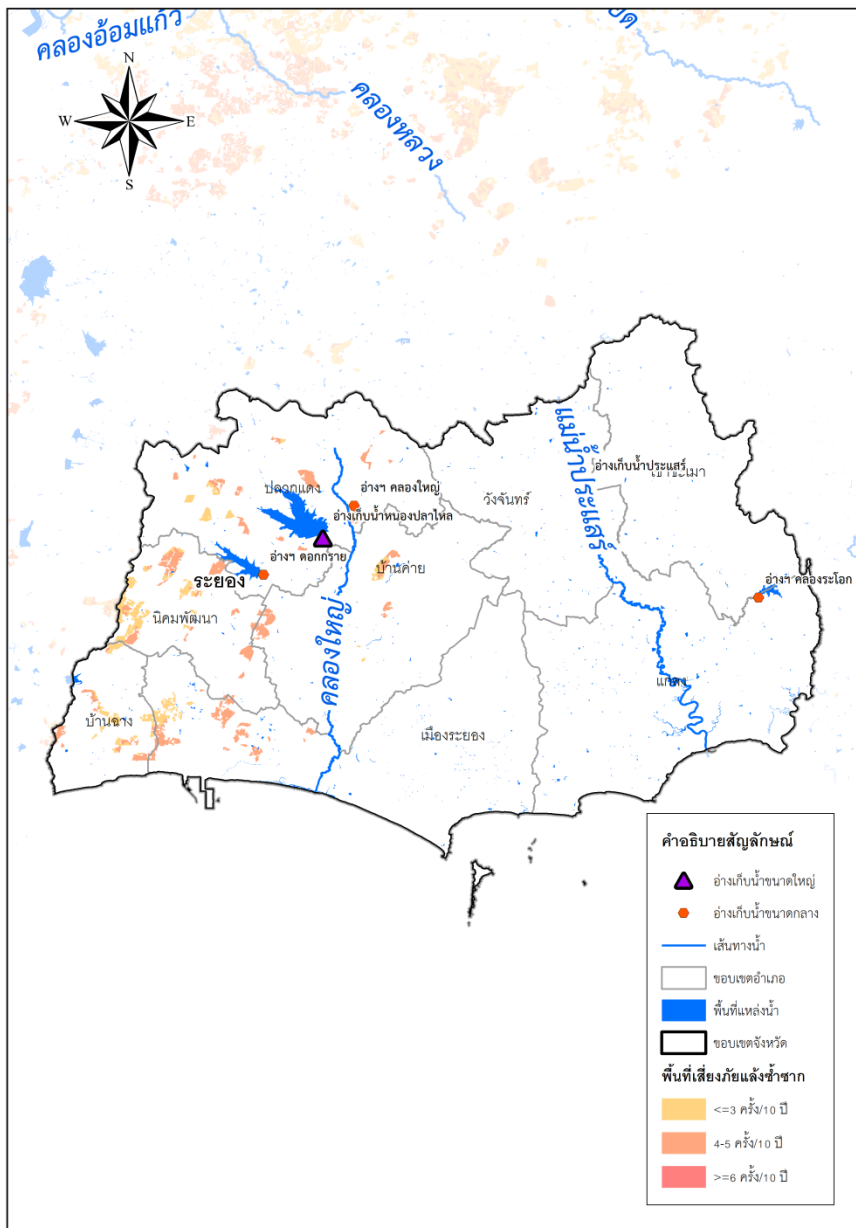 คลองอ้อมแก้ว
N
W
E
S
คลองหลวง
แม่น้ำประแสร์
อ่างเก็บน้ำประแสร์
เขาชะเมา
อ่างฯ คลองใหญ่
ปลวกแดง
วังจันทร์
อ่างเก็บน้ำหนองปลาไหล
อ่างฯ ดอกกราย
บ้านค่าย
ระยอง
อ่างฯ คลองระโอก
นิคมพัฒนา
คลองใหญ่
แกลง
บ้านฉาง
เมืองระยอง
คำอธิบายสัญลักษณ์
อ่างเก็บน้ำขนาดใหญ่
อ่างเก็บน้ำขนาดกลาง
เส้นทางน้ำ
ขอบเขตอำเภอ
พื้นที่แหล่งน้ำ
ขอบเขตจังหวัด
พื้นที่เสี่ยงภัยแล้งซ้ำซาก
<=3 ครั้ง/10 ปี
4-5 ครั้ง/10 ปี
>=6 ครั้ง/10 ปี